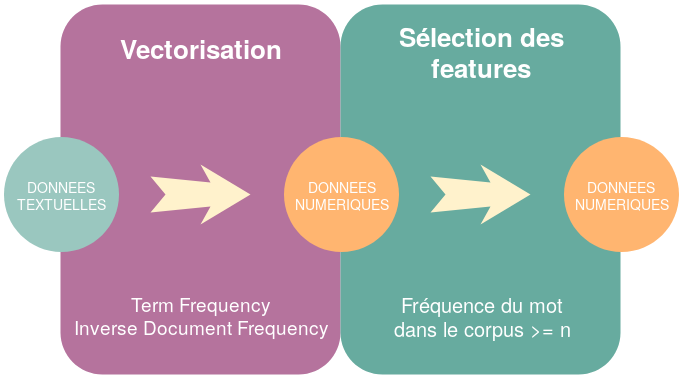 Vectorisation
Sélection des
features
DONNEES
TEXTUELLES
DONNEES
NUMERIQUES
DONNEES
NUMERIQUES
Term Frequency
Inverse Document Frequency
Fréquence du mot
dans le corpus >= n